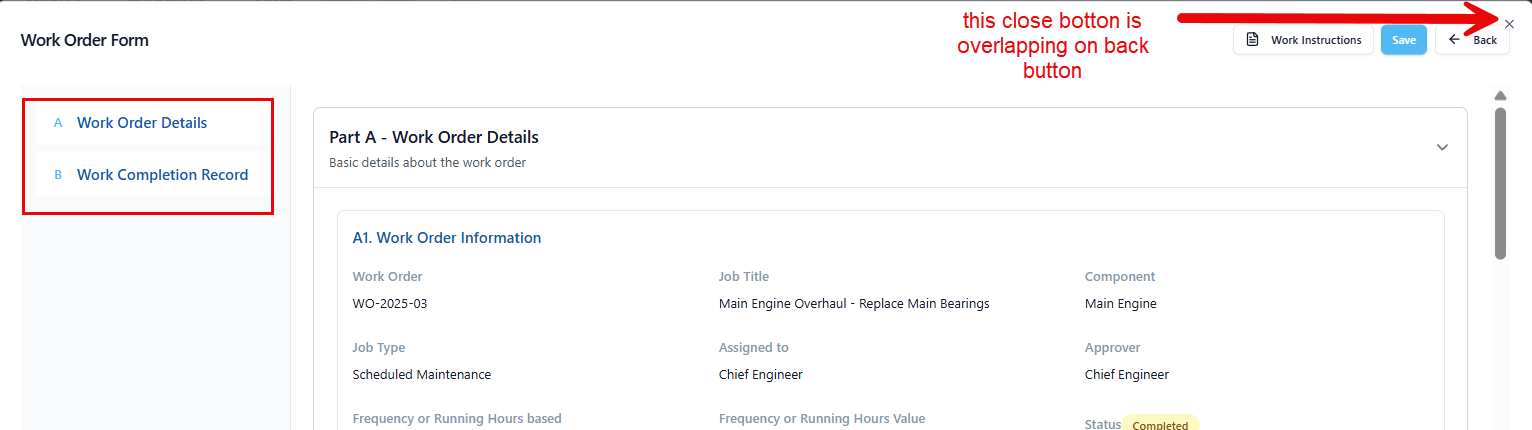 this close botton is
overlapping on back
button
Work Order Form
Work Instructions
Save
Back
A Work Order Details
B Work Completion Record
Part A - Work Order Details
Basic details about the work order
A1. Work Order Information
Work Order Job Title Component
WO-2025-03 Main Engine Overhaul - Replace Main Bearings Main Engine
Job Type Assigned to Approver
Scheduled Maintenance Chief Engineer Chief Engineer
Frequency or Running Hours based Frequency or Running Hours Value Status Completed